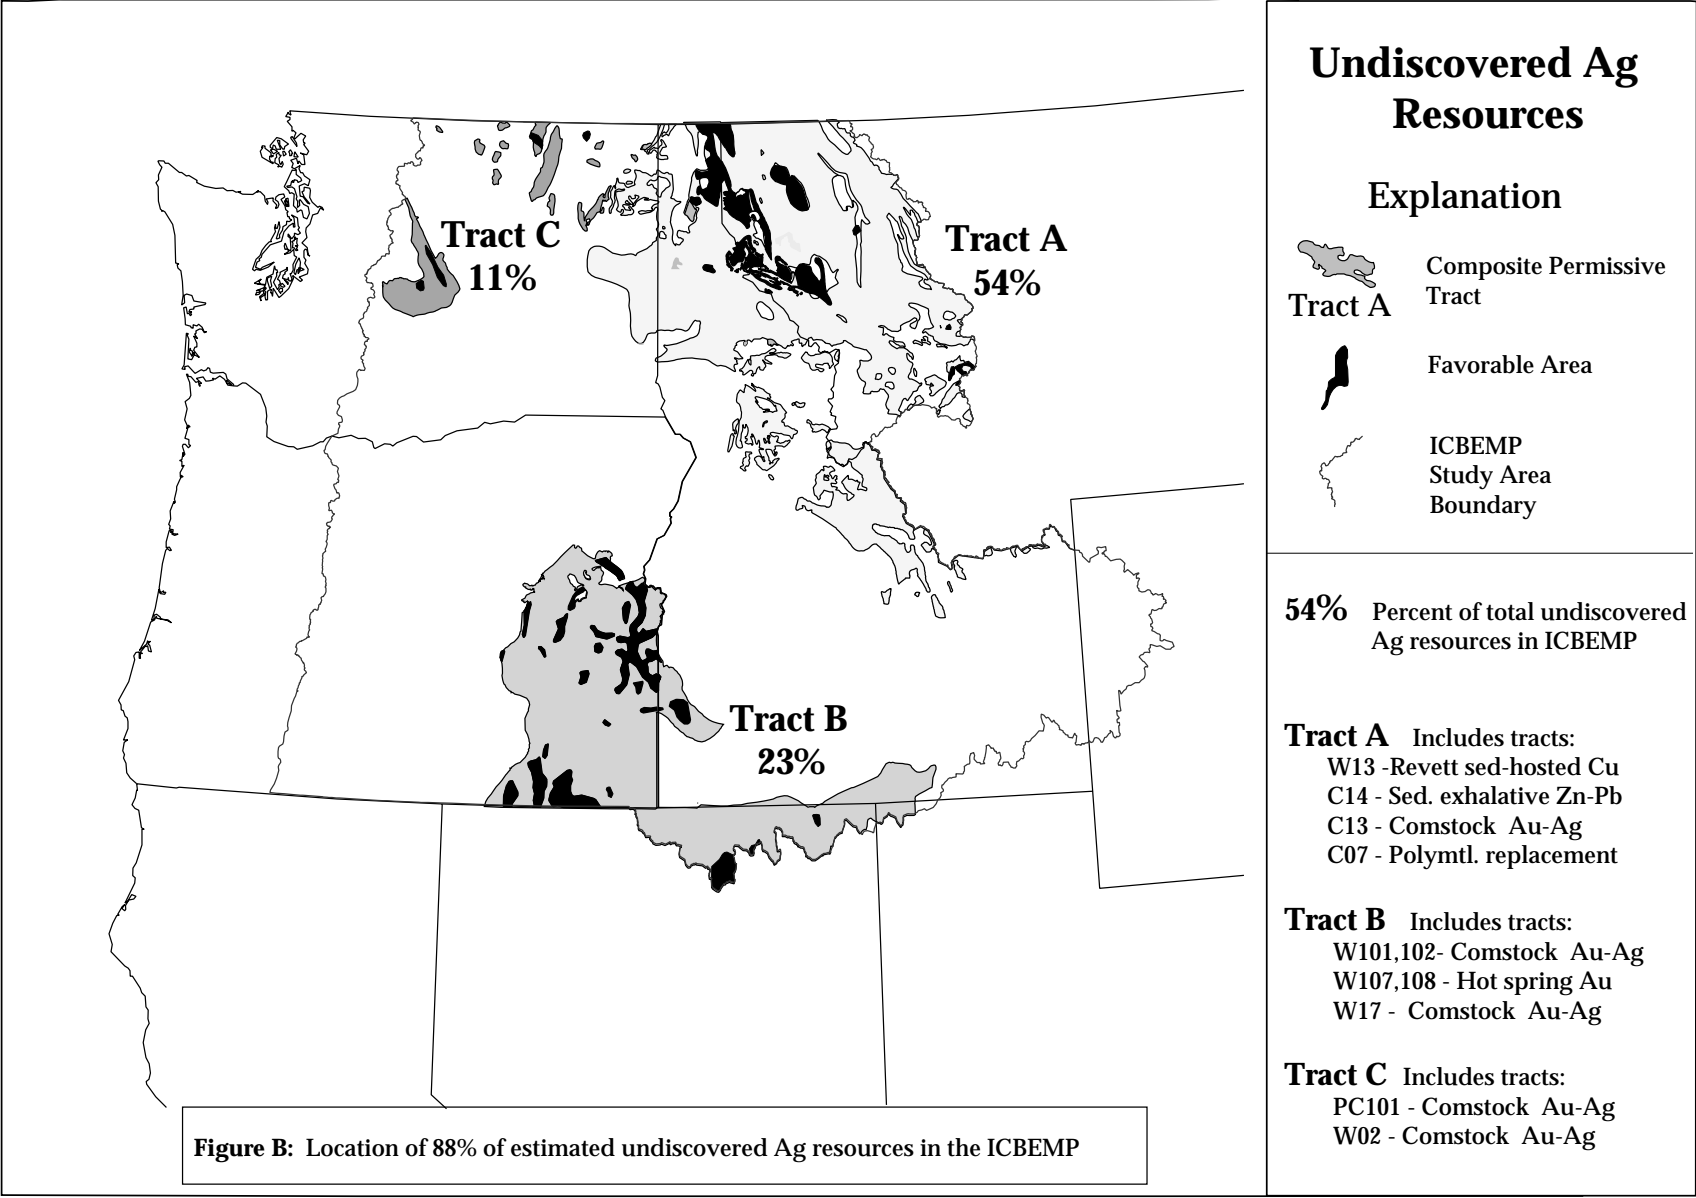 Undiscovered Ag
Resources
Explanation
Composite Permissive
Tract
Tract A
Favorable Area
ICBEMP
Study Area
Boundary
54% Percent of total undiscovered
Ag resources in ICBEMP
Tract A Includes tracts:
W13 -Revett sed-hosted Cu
C14 - Sed. exhalative Zn-Pb
C13 - Comstock Au-Ag
C07 - Polymtl. replacement
Tract B Includes tracts:
W101,102- Comstock Au-Ag
W107,108 - Hot spring Au
W17 - Comstock Au-Ag
Tract C Includes tracts:
PC101 - Comstock Au-Ag
W02 - Comstock Au-Ag
Tract C
11%
Tract A
54%
Tract B
23%
Figure B: Location of 88% of estimated undiscovered Ag resources in the ICBEMP